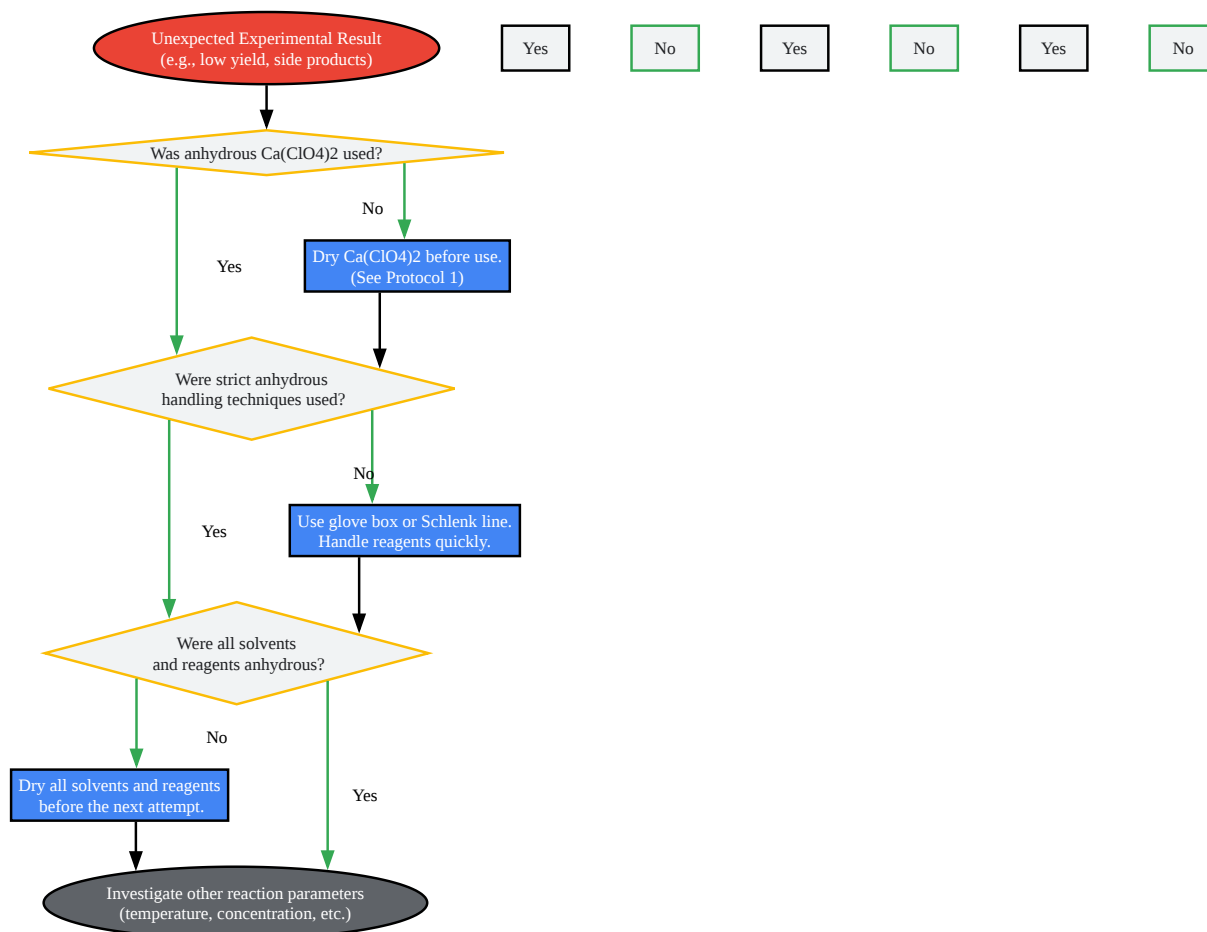 Unexpected Experimental Result
(e.g., low yield, side products)
Yes
No
Yes
No
Yes
No
Was anhydrous Ca(ClO4)2 used?
No
Dry Ca(ClO4)2 before use.
(See Protocol 1)
Yes
Were strict anhydrous
handling techniques used?
No
Use glove box or Schlenk line.
Handle reagents quickly.
Yes
Were all solvents
and reagents anhydrous?
No
Dry all solvents and reagents
before the next attempt.
Yes
Investigate other reaction parameters
(temperature, concentration, etc.)